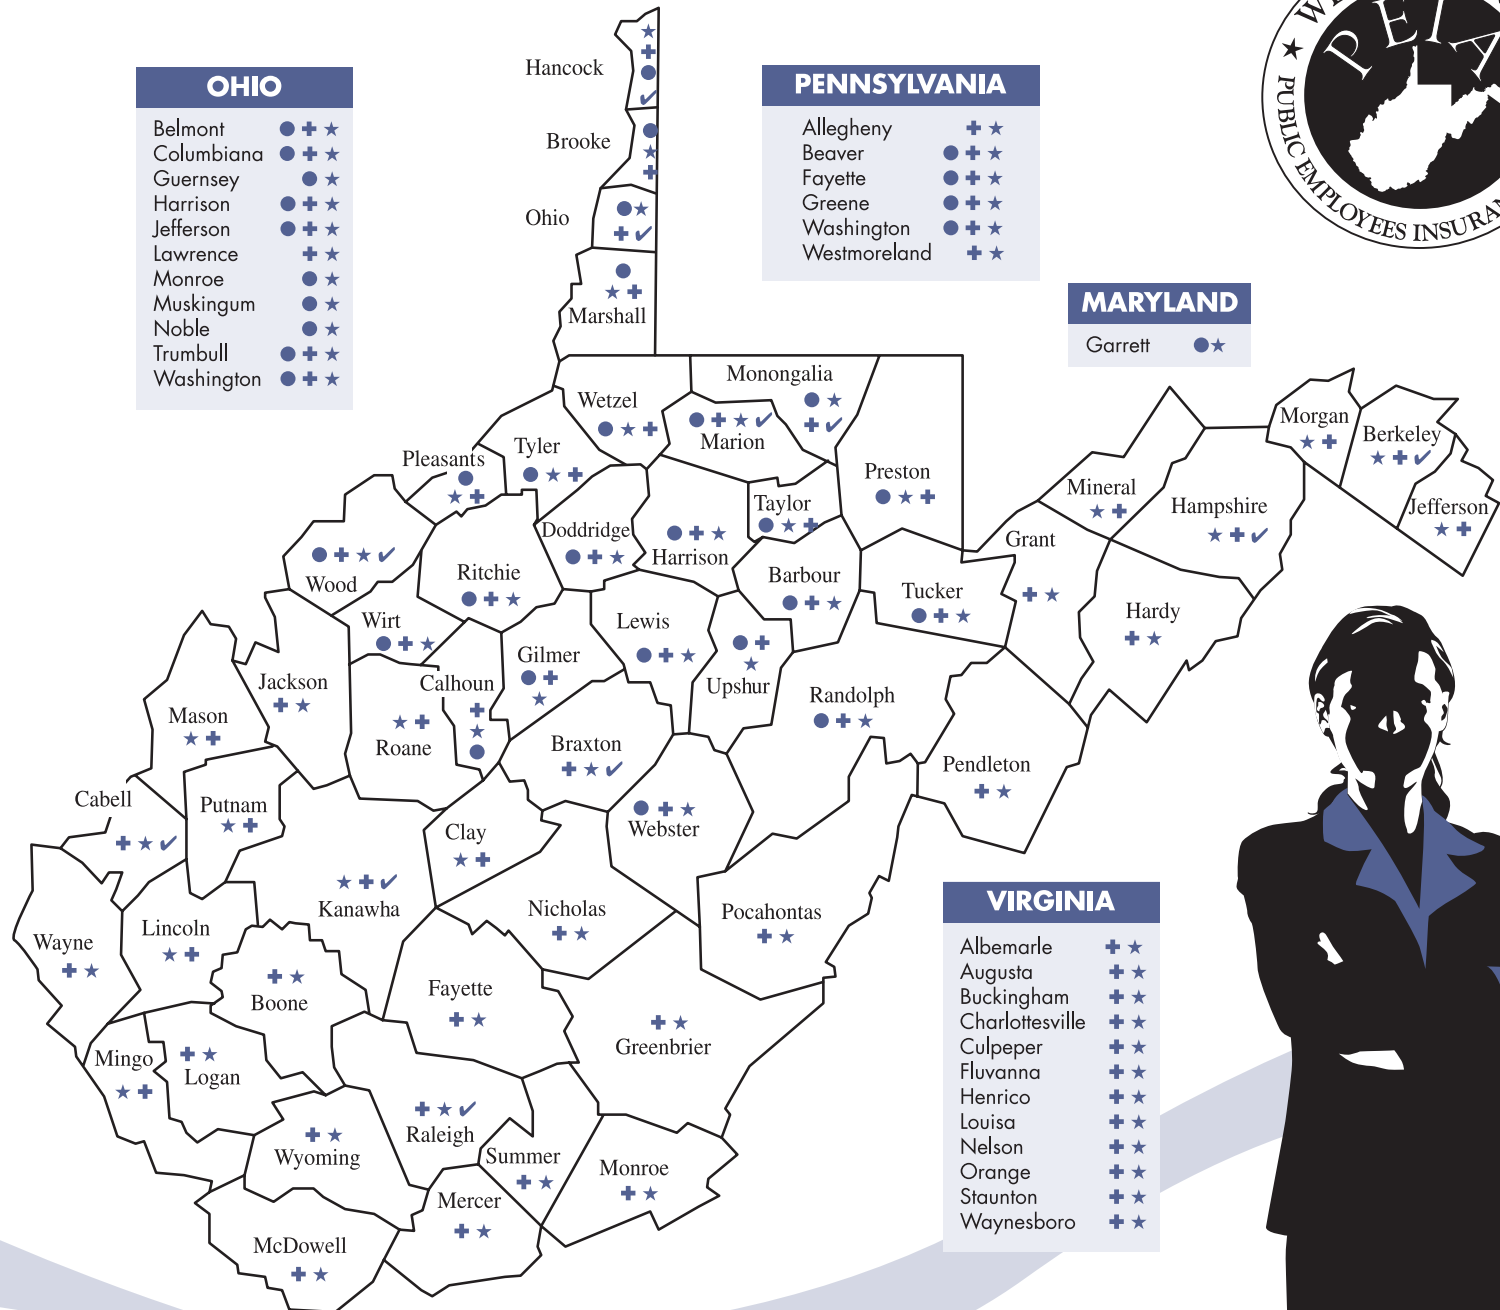 OHIO
Belmont
Columbiana
Guernsey
Harrison
Jefferson
Lawrence
Monroe
Muskingum
Noble
Trumbull
Washington
PENNSYLVANIA
Allegheny
Beaver
Fayette
Greene
Washington
Westmoreland
PEIA
PUBLIC EMPLOYEES
MARYLAND
Garrett
Hancock
Brooke
Ohio
Marshall
Wetzel
Monongalia
Marion
Tyler
Pleasants
Preston
Taylor
Doddridge
Harrison
Morgan
Berkeley
Jefferson
Mineral
Hampshire
Grant
Hardy
Wood
Ritchie
Barbour
Tucker
Wirt
Lewis
Gilmer
Calhoun
Upshur
Randolph
Jackson
Mason
Roane
Braxton
Pendleton
Cabell
Putnam
Clay
Webster
Kanawha
Nicholas
Pocahontas
Wayne
Lincoln
Boone
Fayette
Greenbrier
Mingo
Logan
Raleigh
Wyoming
Summer
Monroe
Mercer
McDowell
VIRGINIA
Albemarle
Augusta
Buckingham
Charlottesville
Culpeper
Fluvanna
Henrico
Louisa
Nelson
Orange
Staunton
Waynesboro